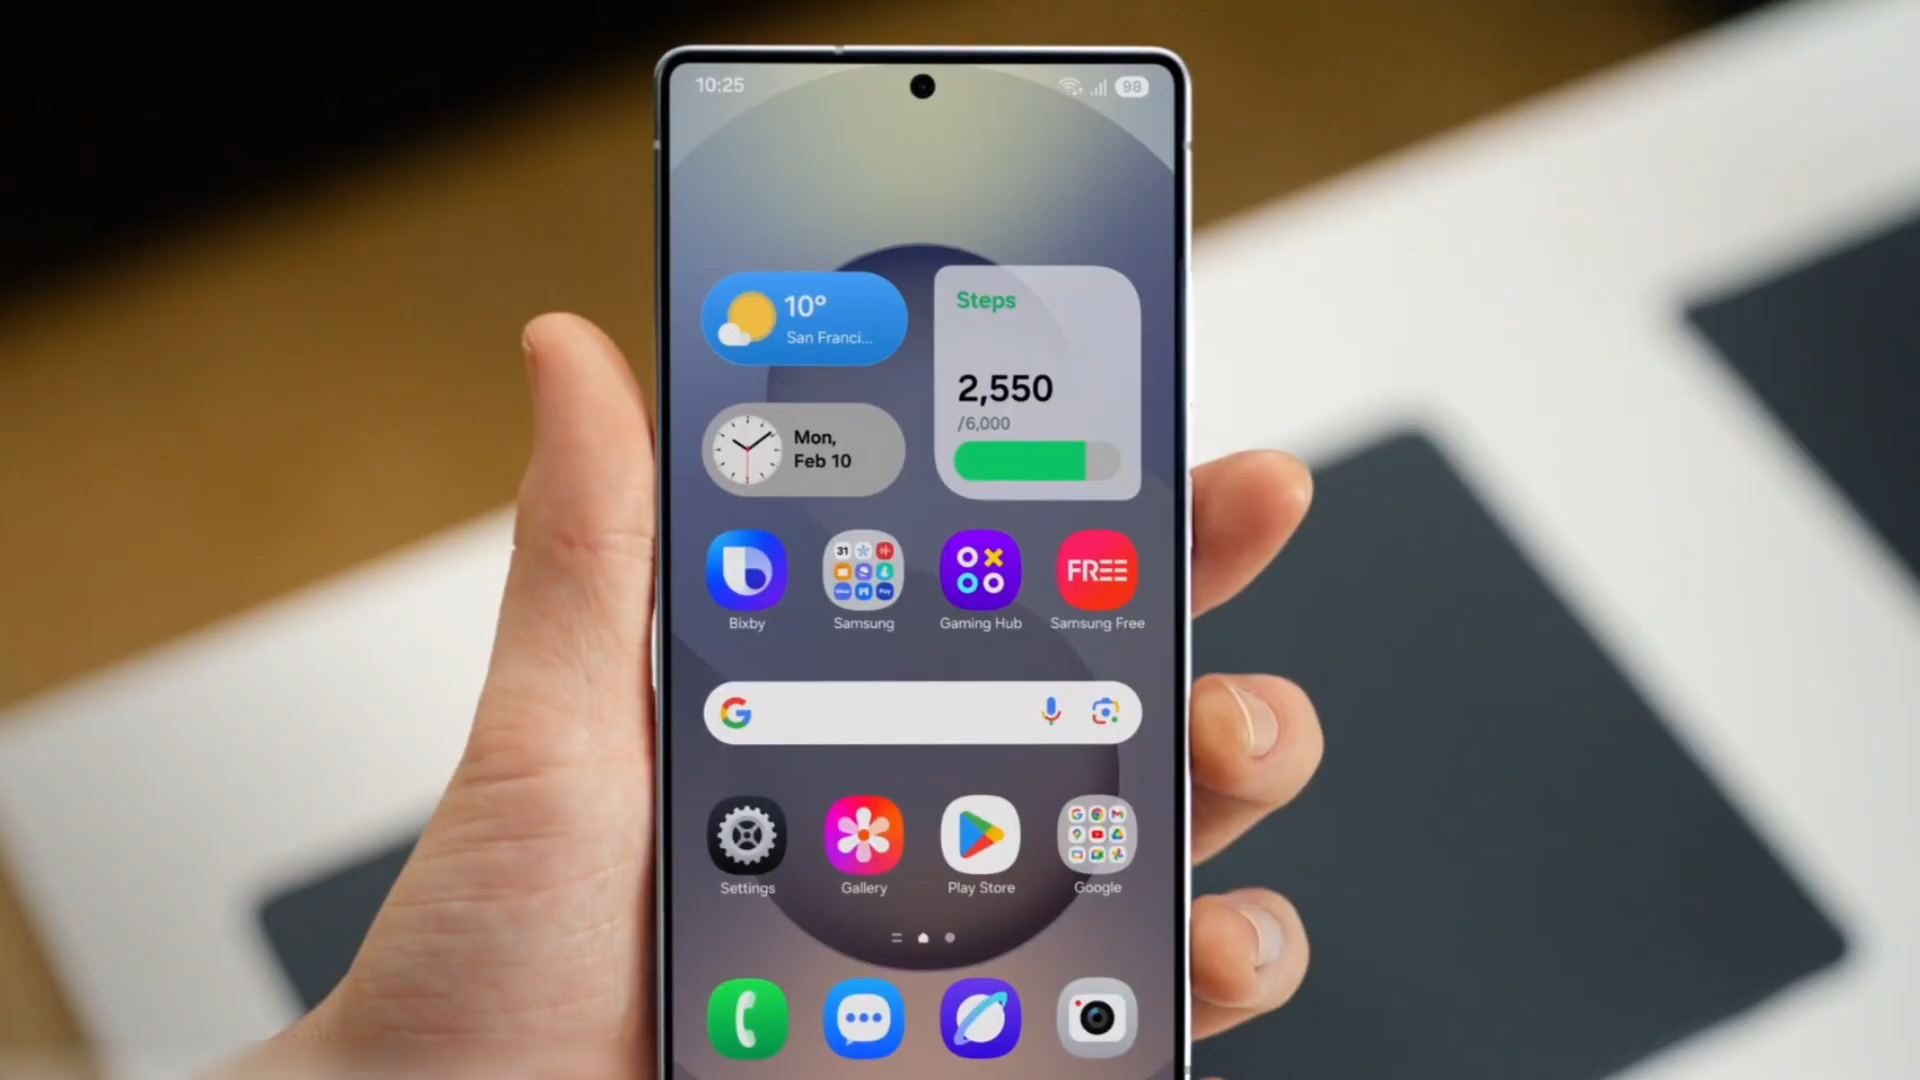 10:25
98
10°
San Franci...
Steps
2,550
/6,000
Mon,
Feb 10
31
FREE
Bixby
Samsung
Gaming Hub
Samsung Free
G
Settings
Gallery
Play Store
Google